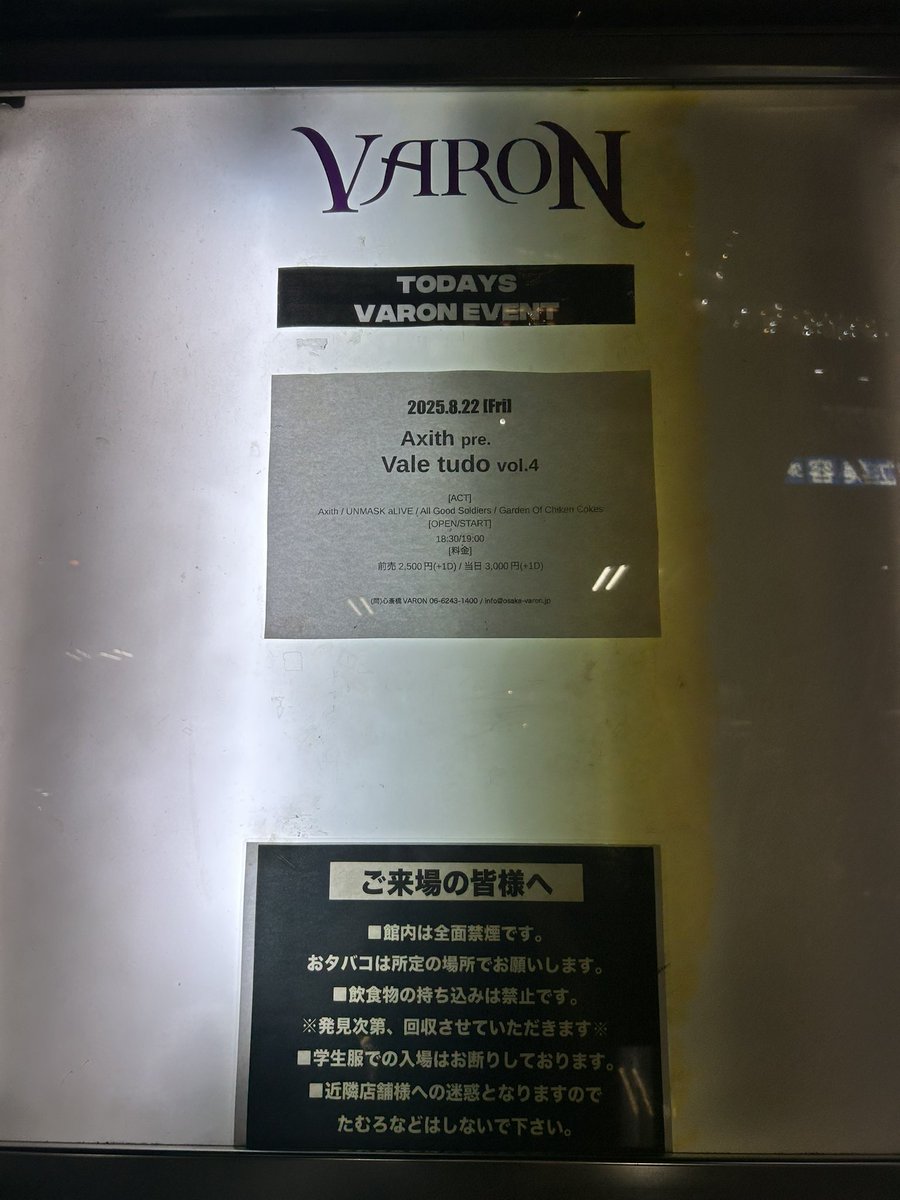 VARON
TODAYS
VARON EVENT
2025.8.22 [Fri]
Axith pre.
Vale tudo vol.4
[ACT]
Axith / UNMASK aLIVE / All Good Soldiers / Garden Of Chiken Cokes
[OPEN/START]
18:30/19:00
[料金]
前売 2,500円(+1D) / 当日 3,000円(+1D)
(問)心斎橋VARON 06-6243-1400 / info@osaka-varon.jp
ご来場の皆様へ
■館内は全面禁煙です。
おタバコは所定の場所でお願いします。
■飲食物の持ち込みは禁止です。
※発見次第、回収させていただきます※
■学生服での入場はお断りしております。
■近隣店舗様への迷惑となりますので
たむろなどはしないで下さい。